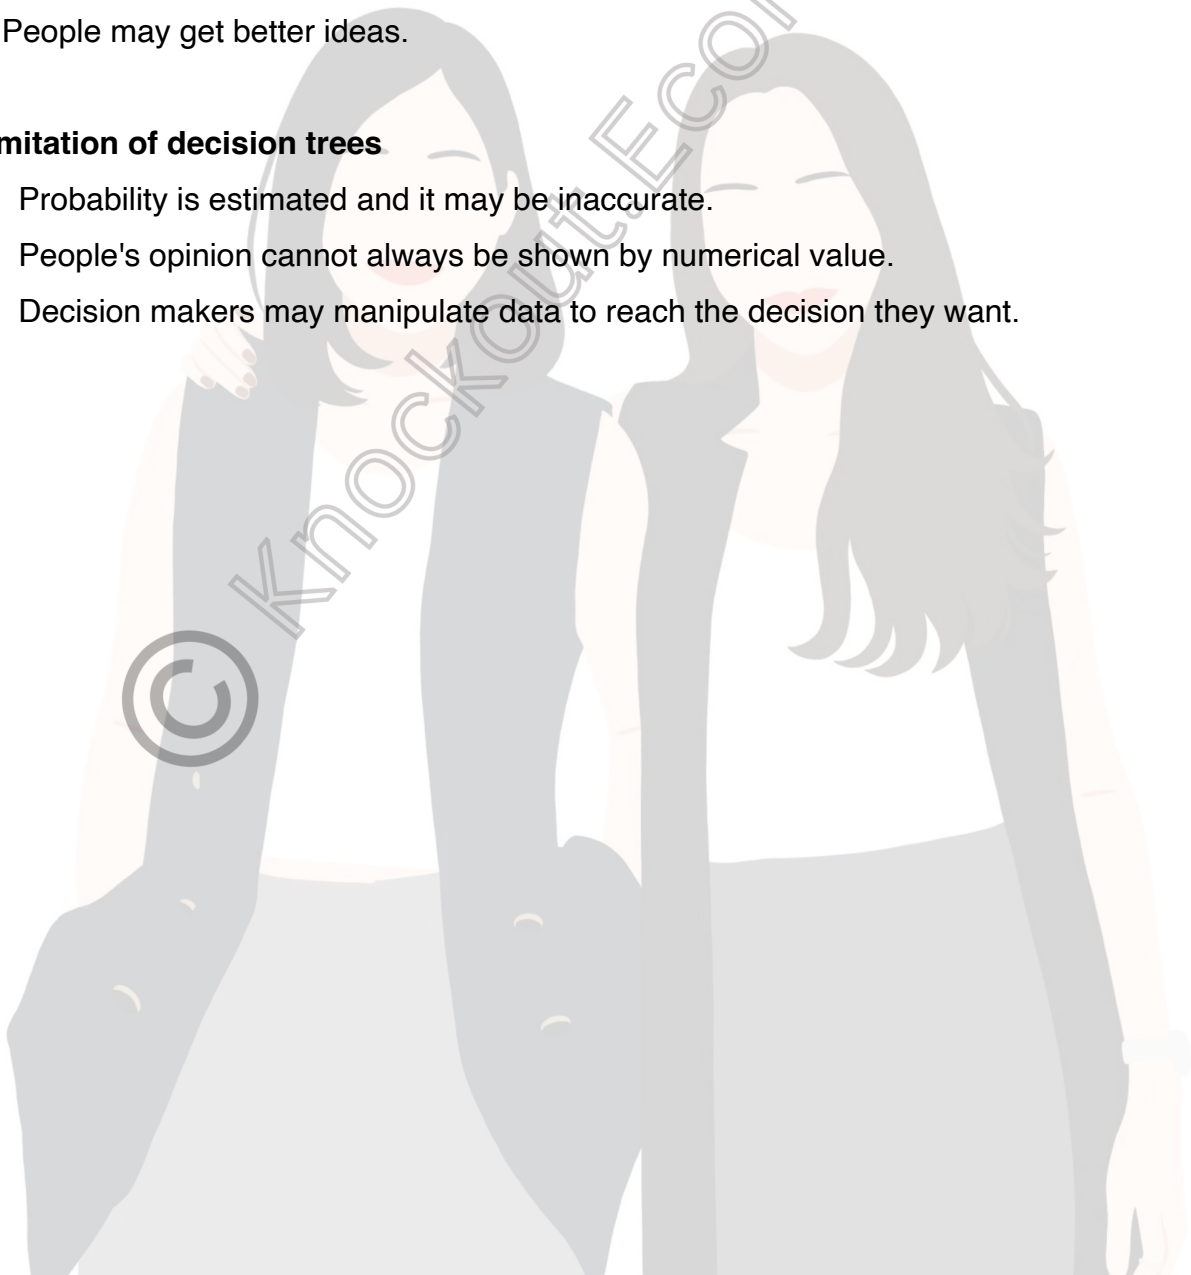 People may get better ideas.
mitation of decision trees
Probability is estimated and it may be inaccurate.
People's opinion cannot always be shown by numerical value.
Decision makers may manipulate data to reach the decision they want.
© Knockout.Econ